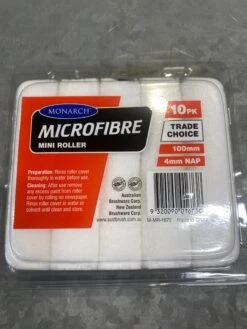 MONARCH
MICROFIBRE
MINI ROLLER
10PK
TRADE
CHOICE
100mm
4mm NAP
Preparation: Rinse roller cover
thoroughly in water before use.
Cleaning: After use remove
any excess paint from roller
cover by rolling on newspaper.
Rinse roller cover in water or
solvent until clean and store.
Australian
Brushware Corp.
New Zealand
Brushware Corp.